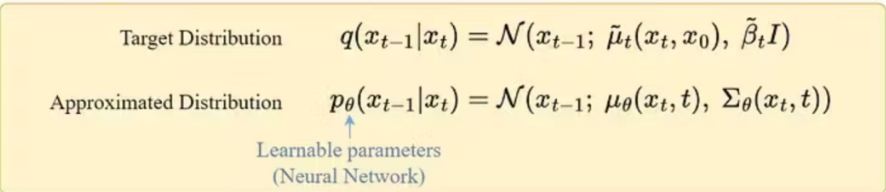 Target Distribution q(x_{t−1}|x_t) = 𝒩(x_{t−1}; μ̃_t(x_t, x_0), β̃_t I)
Approximated Distribution p_θ(x_{t−1}|x_t) = 𝒩(x_{t−1}; μ_θ(x_t, t), Σ_θ(x_t, t))
Learnable parameters
(Neural Network)